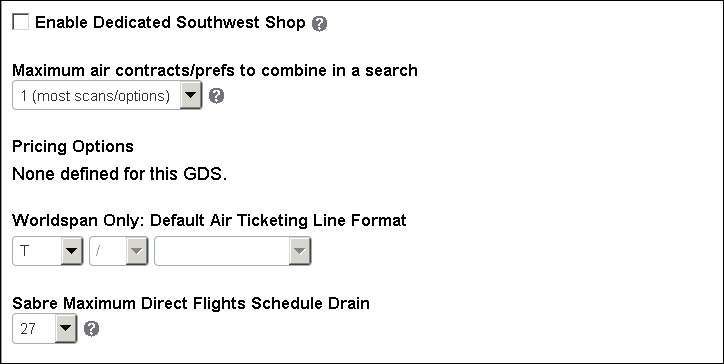 Enable Dedicated Southwest Shop ?
Maximum air contracts/prefs to combine in a search
1 (most scans/options) ?
Pricing Options
None defined for this GDS.
Worldspan Only: Default Air Ticketing Line Format
T /
Sabre Maximum Direct Flights Schedule Drain
27 ?